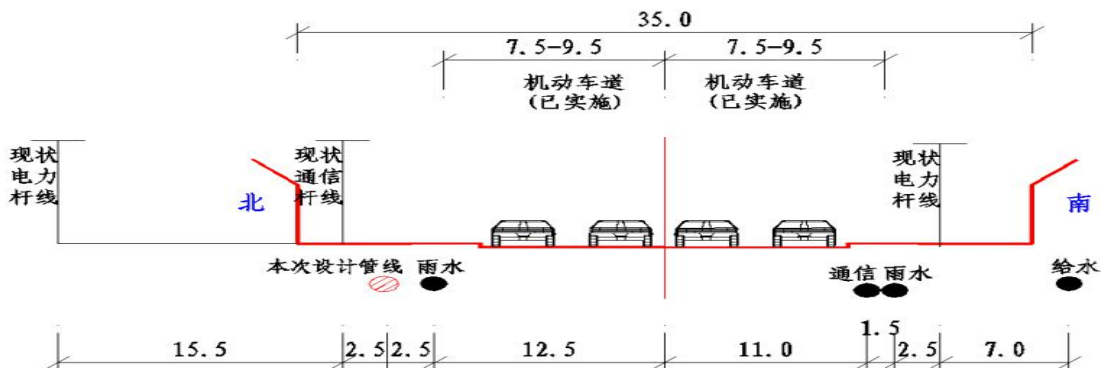 35.0
7.5-9.5 7.5-9.5
机动车道 机动车道
(已实施) (已实施)
现状
电力
杆线
现状
通信
杆线
现状
电力
杆线
北
南
本次设计管线 雨水 通信 雨水 给水
1.5
15.5 2.5 2.5 12.5 11.0 2.5 7.0